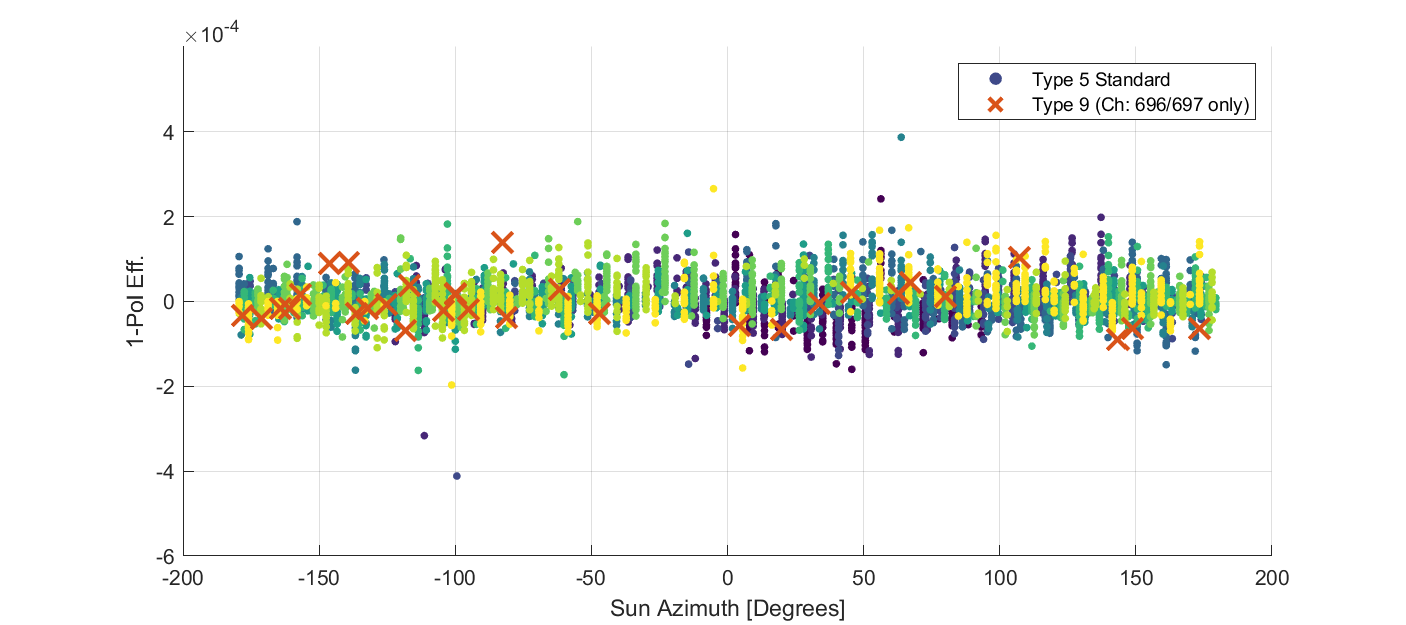 ×10⁻⁴
Type 5 Standard
Type 9 (Ch: 696/697 only)
4
2
0
-2
-4
-6
1-Pol Eff.
-200 -150 -100 -50 0 50 100 150 200
Sun Azimuth [Degrees]